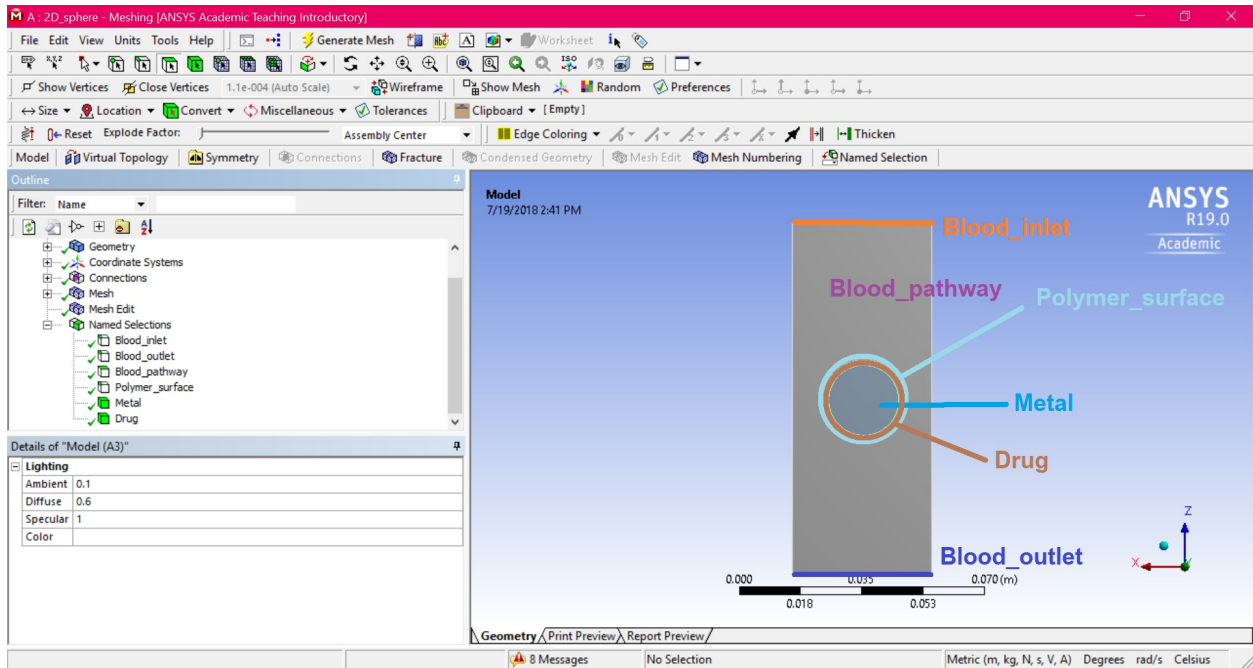 A : 2D_sphere - Meshing [ANSYS Academic Teaching Introductory]
File Edit View Units Tools Help Generate Mesh Worksheet
Show Vertices Close Vertices 1.1e-004 (Auto Scale) Wireframe Show Mesh Random Preferences
Size Location Convert Miscellaneous Tolerances Clipboard [Empty]
Reset Explode Factor: Assembly Center Edge Coloring Thicken
Model Virtual Topology Symmetry Connections Fracture Condensed Geometry Mesh Edit Mesh Numbering Named Selection
Outline
Filter: Name
Geometry
Coordinate Systems
Connections
Mesh
Mesh Edit
Named Selections
Blood_inlet
Blood_outlet
Blood_pathway
Polymer_surface
Metal
Drug
Details of "Model (A3)"
Lighting
Ambient 0.1
Diffuse 0.6
Specular 1
Color
Model
7/19/2018 2:41 PM
ANSYS
R19.0
Academic
Blood_inlet
Blood_pathway
Polymer_surface
Metal
Drug
Blood_outlet
0.000 0.035 0.070 (m)
0.018 0.053
Z
X
Y
Geometry Print Preview Report Preview
8 Messages No Selection Metric (m, kg, N, s, V, A) Degrees rad/s Celsius